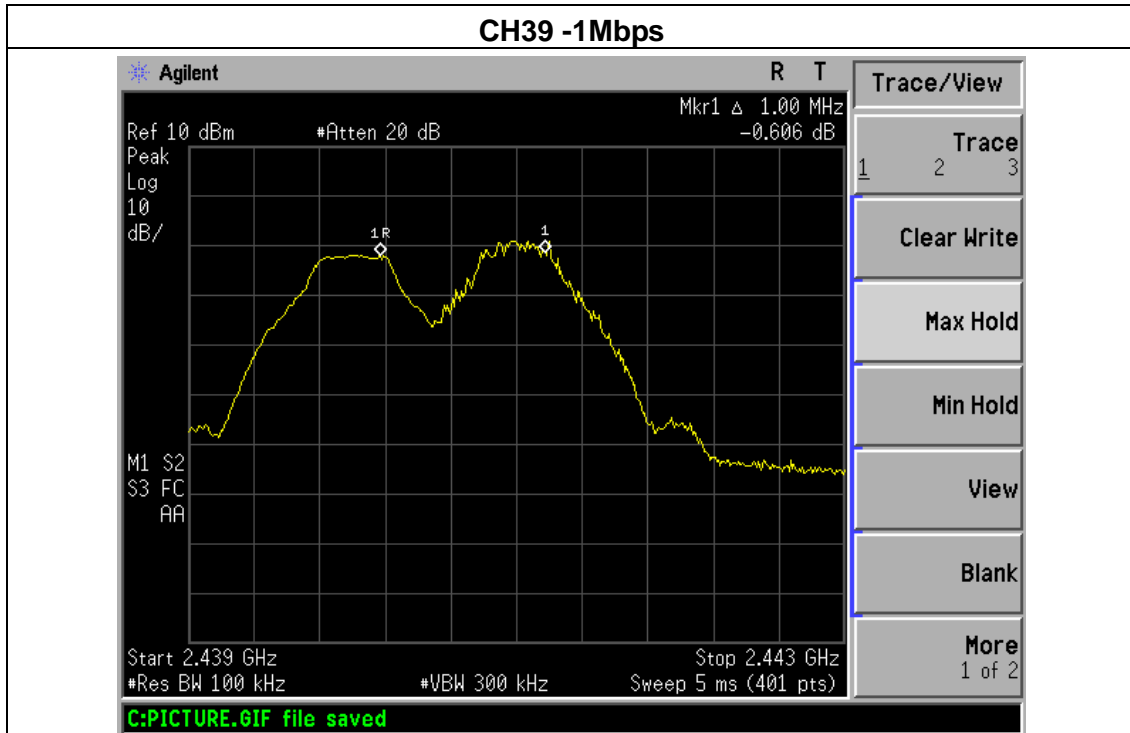 CH39 -1Mbps
Agilent R T
Mkr1 Δ 1.00 MHz
Ref 10 dBm #Atten 20 dB -0.606 dB
Peak
Log
10
dB/
1R
1
M1 S2
S3 FC
AA
Start 2.439 GHz Stop 2.443 GHz
#Res BW 100 kHz #VBW 300 kHz Sweep 5 ms (401 pts)
C:PICTURE.GIF file saved
Trace/View
Trace
1 2 3
Clear Write
Max Hold
Min Hold
View
Blank
More
1 of 2